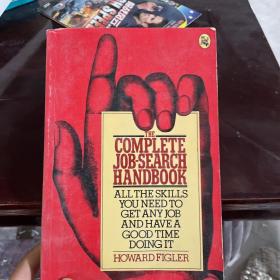 THE
COMPLETE
JOB-SEARCH
HANDBOOK
ALL THE SKILLS
YOU NEED TO
GET ANY JOB
AND HAVE A
GOOD TIME
DOING IT
HOWARD FIGLER